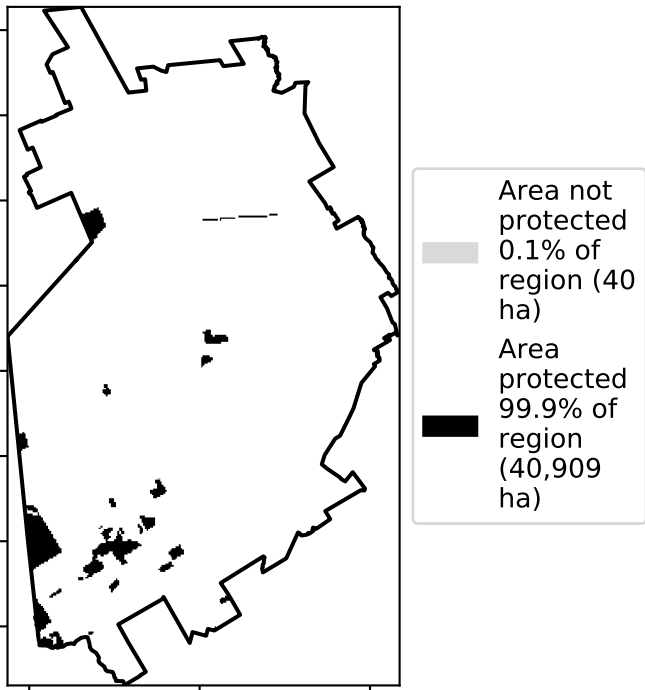 Area not
protected
0.1% of
region (40
ha)
Area
protected
99.9% of
region
(40,909
ha)